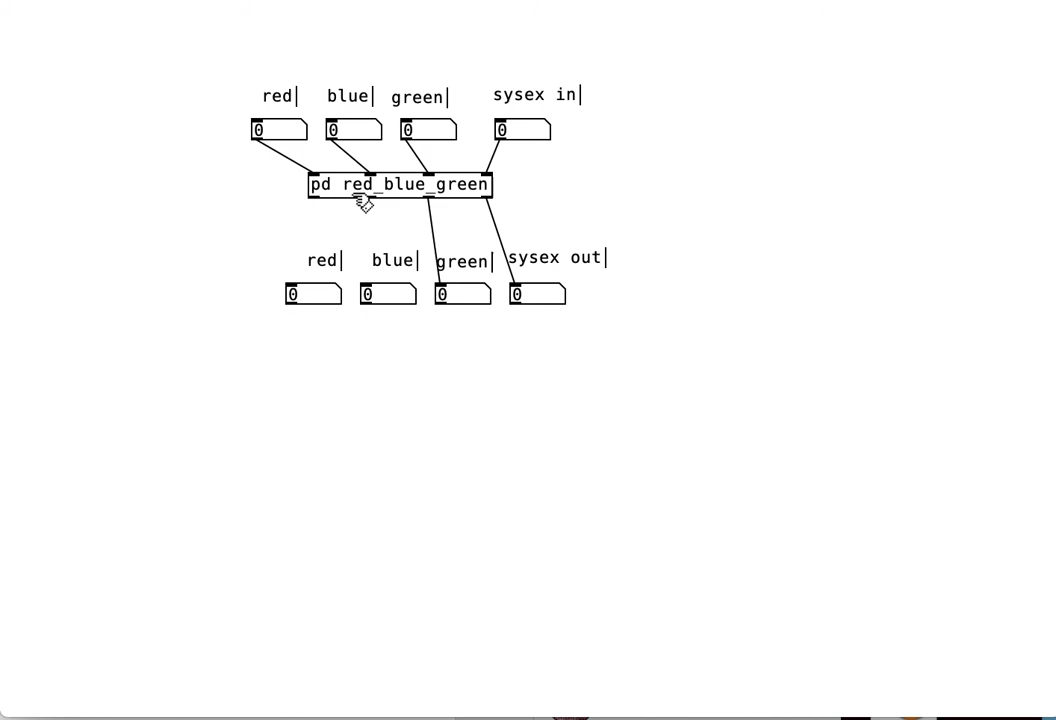 red
blue
green
sysex in
0
0
0
0
pd red_blue_green
red
blue
green
sysex out
0
0
0
0